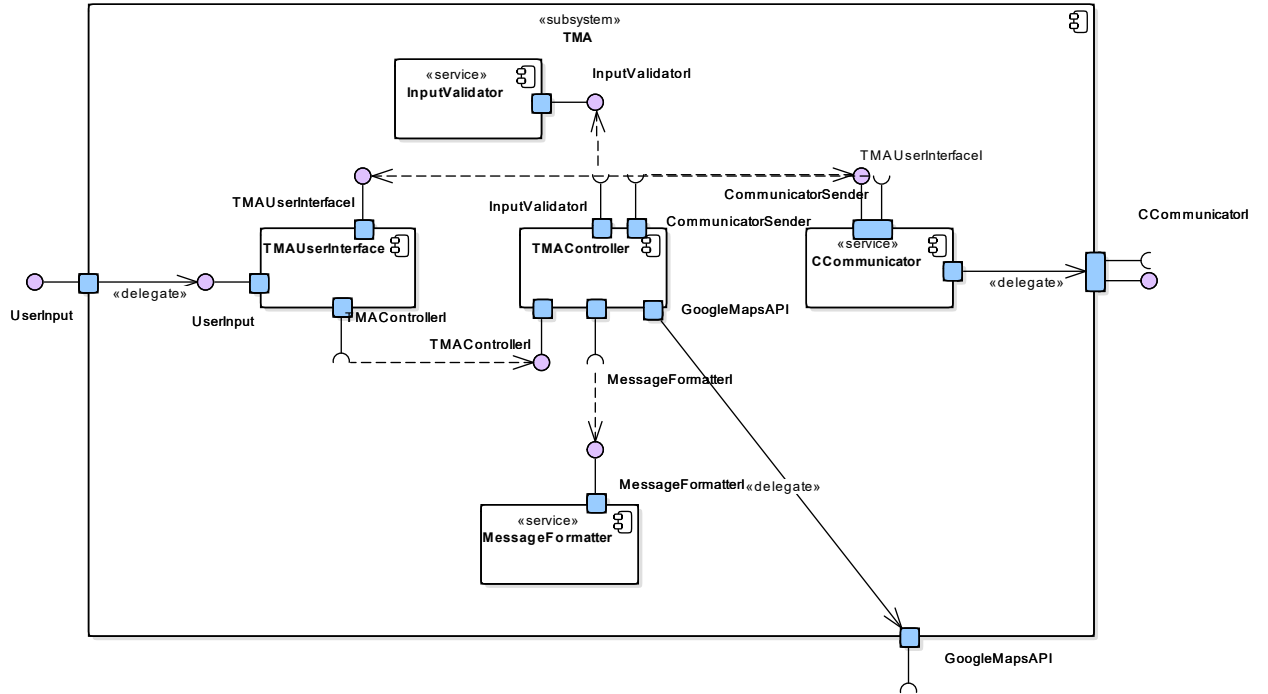 «subsystem»
TMA
«service»
InputValidator
InputValidatorI
TMAUserInterfaceI
CommunicatorSender
TMAUserInterfaceI
InputValidatorI
CommunicatorSender
CCommunicatorI
TMAUserInterface
TMAController
«service»
CCommunicator
«delegate»
«delegate»
UserInput
UserInput
TMAControllerI
GoogleMapsAPI
TMAControllerI
MessageFormatterI
MessageFormatterI
«delegate»
«service»
MessageFormatter
GoogleMapsAPI